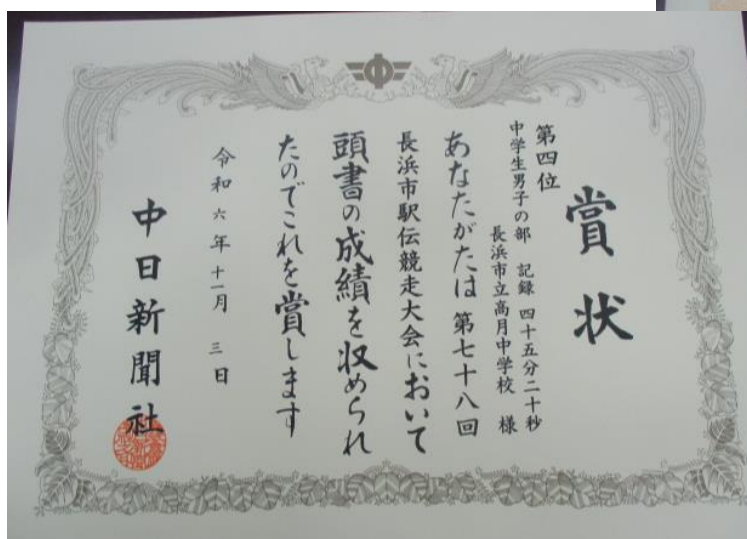 賞状
第四位
中学生男子の部 記録 四十五分二十秒
長浜市立高月中学校 様
あなたがたは第七十八回
長浜市駅伝競走大会において
頭書の成績を収められ
たのでこれを賞します
令和六年十一月三日
中日新聞社